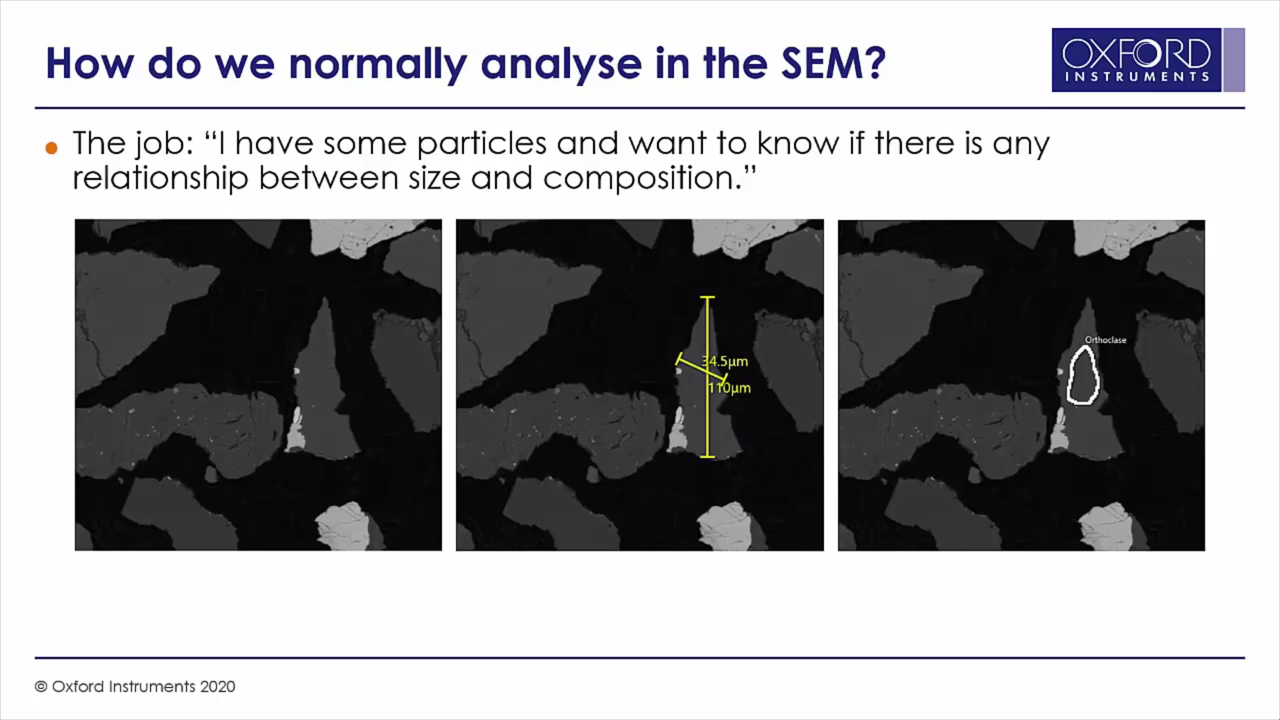 How do we normally analyse in the SEM?
OXFORD
INSTRUMENTS
• The job: “I have some particles and want to know if there is any
relationship between size and composition.”
34.5µm
110µm
Orthoclase
© Oxford Instruments 2020